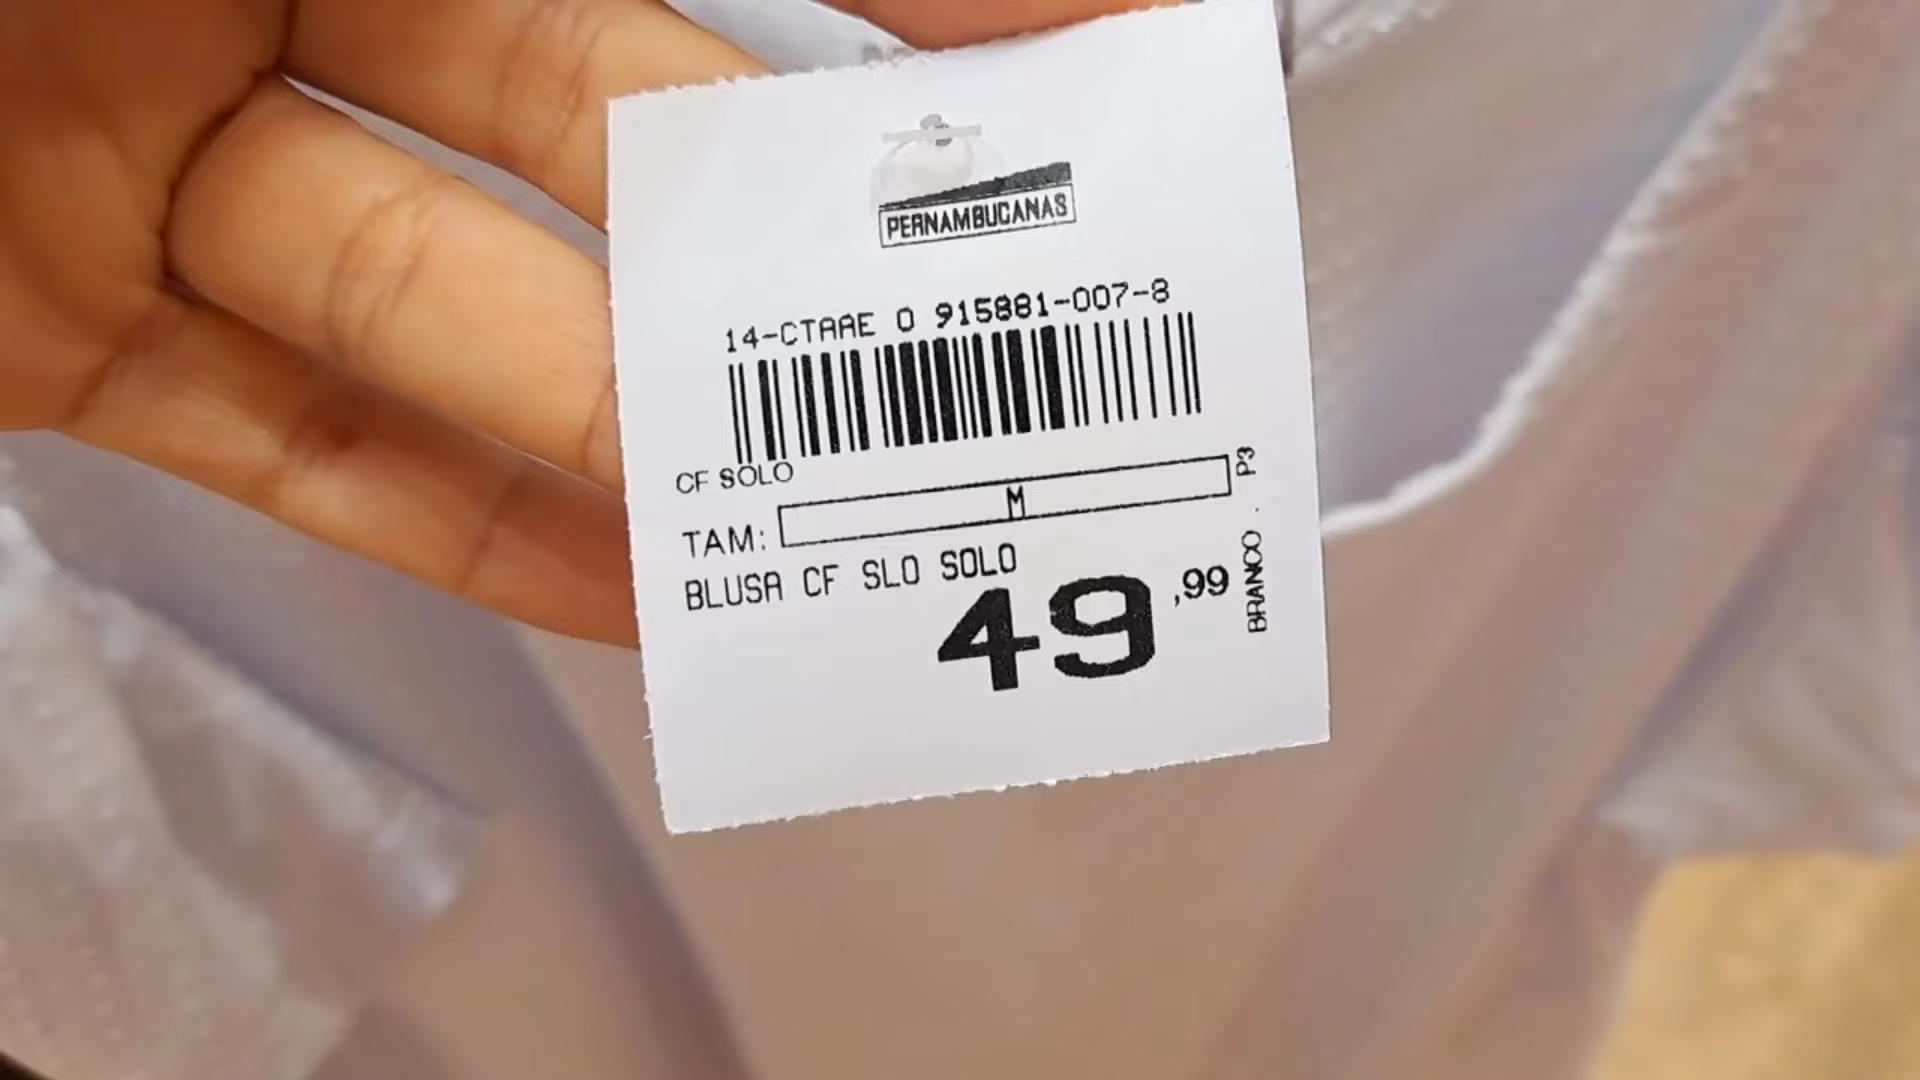 PERNAMBUCANAS
14-CTAAE 0 915881-007-8
CF SOLO
TAM: M
P3
BLUSA CF SLO SOLO
49,99
BRANCO .